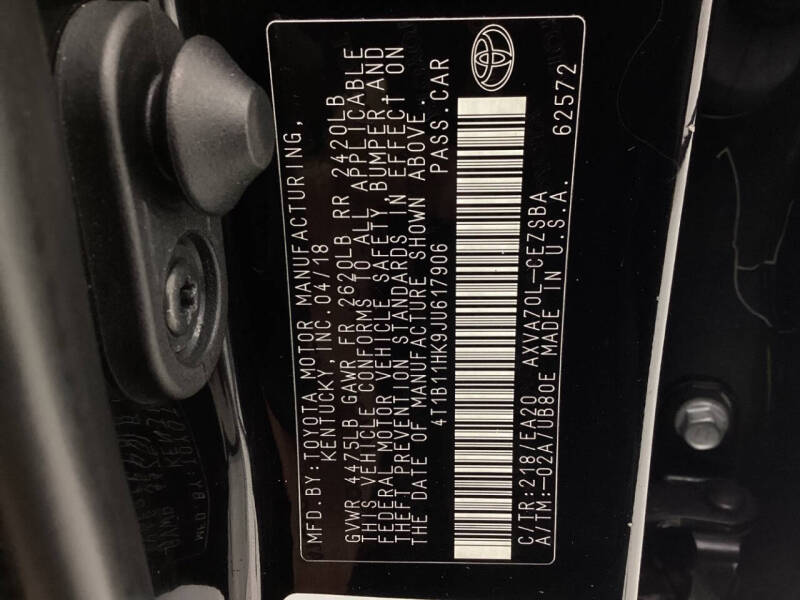 MFD.BY:TOYOTA MOTOR MANUFACTURING,
KENTUCKY, INC. 04/18
GVWR 4475LB GAWR FR 2620LB RR 2420LB
THIS VEHICLE CONFORMS TO ALL APPLICABLE
FEDERAL MOTOR VEHICLE SAFETY, BUMPER,AND
THEFT PREVENTION STANDARDS IN EFFECT ON
THE DATE OF MANUFACTURE SHOWN ABOVE.
4T1B11HK9JU617906 PASS.CAR
C/TR:218/EA20 AXVA70L-CEZSBA
A/TM:-02A/UB80E MADE IN U.S.A.
62572